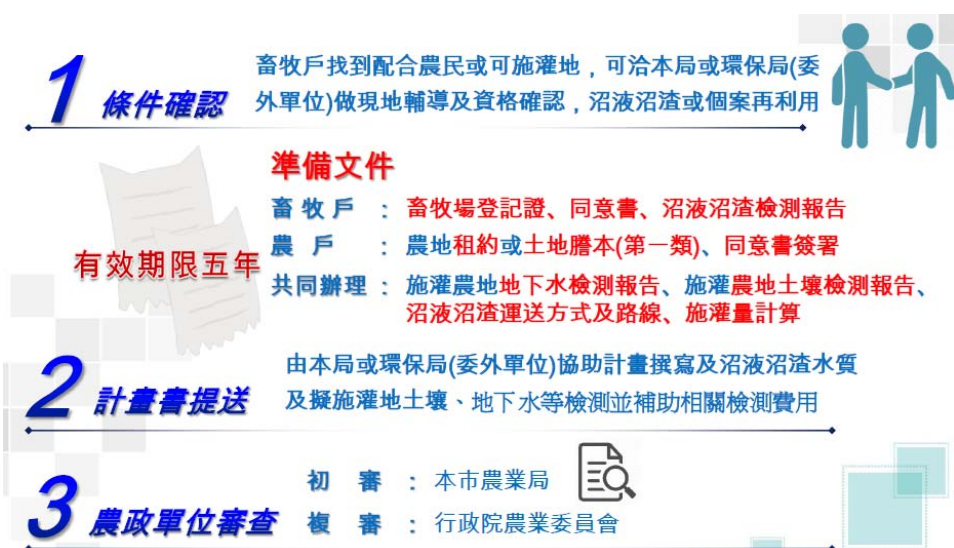 1 條件確認
畜牧戶找到配合農民或可施灌地，可洽本局或環保局(委
外單位)做現地輔導及資格確認，沼液沼渣或個案再利用
準備文件
畜牧戶 ： 畜牧場登記證、同意書、沼液沼渣檢測報告
農戶 ： 農地租約或土地謄本(第一類)、同意書簽署
有效期限五年
共同辦理 ： 施灌農地地下水檢測報告、施灌農地土壤檢測報告、
沼液沼渣運送方式及路線、施灌量計算
2 計畫書提送
由本局或環保局(委外單位)協助計畫撰寫及沼液沼渣水質
及擬施灌地土壤、地下水等檢測並補助相關檢測費用
3 農政單位審查
初審 ： 本市農業局
複審 ： 行政院農業委員會